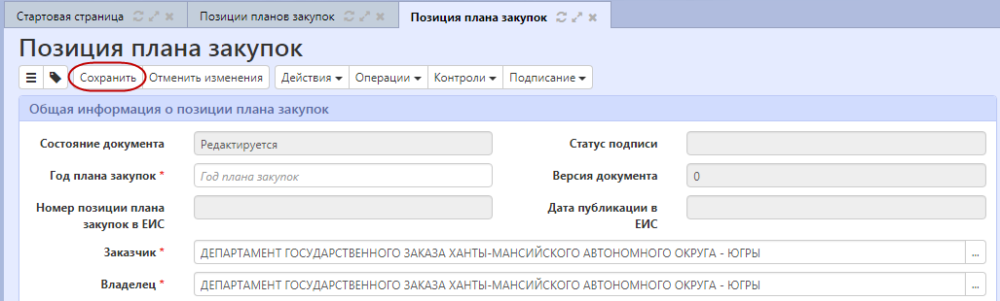 Стартовая страница Позиции планов закупок Позиция плана закупок
Позиция плана закупок
Сохранить Отменить изменения Действия Операции Контроли Подписание
Общая информация о позиции плана закупок
Состояние документа Редактируется Статус подписи
Год плана закупок * Год плана закупок Версия документа 0
Номер позиции плана закупок в ЕИС Дата публикации в ЕИС
Заказчик * ДЕПАРТАМЕНТ ГОСУДАРСТВЕННОГО ЗАКАЗА ХАНТЫ-МАНСИЙСКОГО АВТОНОМНОГО ОКРУГА - ЮГРЫ ...
Владелец * ДЕПАРТАМЕНТ ГОСУДАРСТВЕННОГО ЗАКАЗА ХАНТЫ-МАНСИЙСКОГО АВТОНОМНОГО ОКРУГА - ЮГРЫ ...